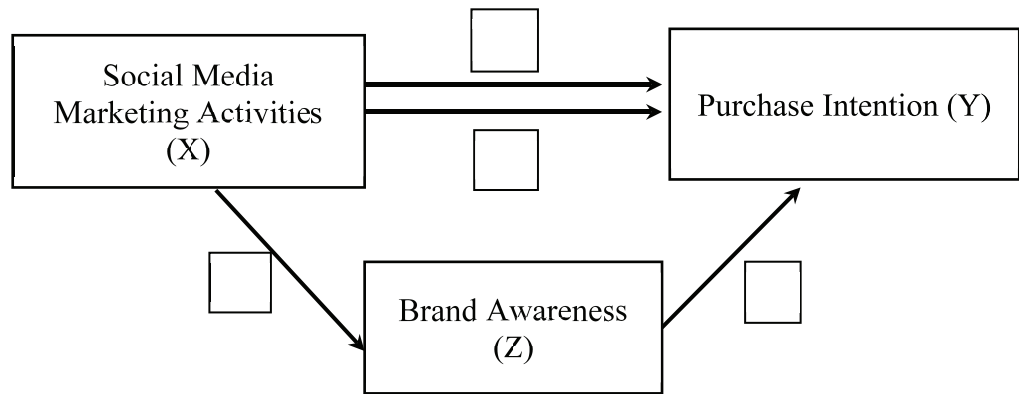 Social Media
Marketing Activities
(X)
Purchase Intention (Y)
Brand Awareness
(Z)